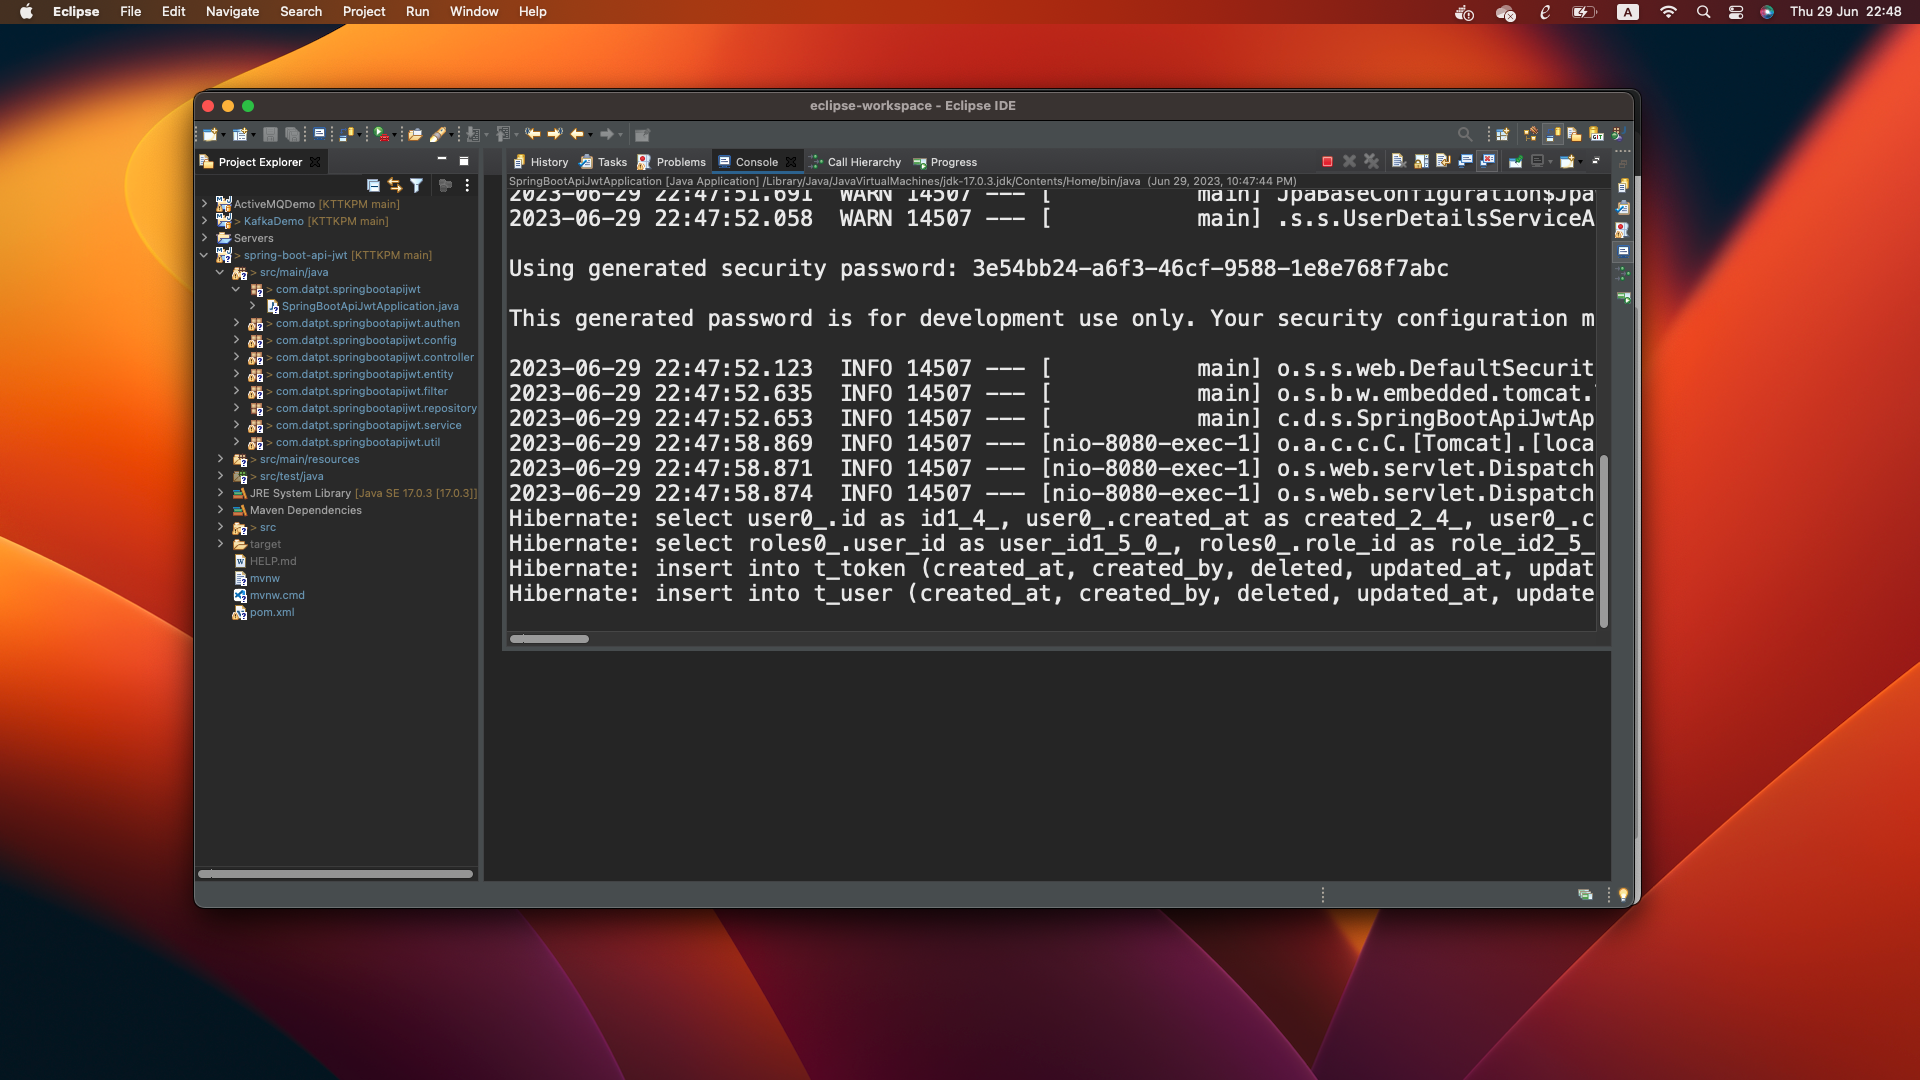 Eclipse File Edit Navigate Search Project Run Window Help
A Thu 29 Jun 22:48
eclipse-workspace - Eclipse IDE
Project Explorer
ActiveMQDemo [KTTKPM main]
> KafkaDemo [KTTKPM main]
Servers
> spring-boot-api-jwt [KTTKPM main]
> src/main/java
> com.datpt.springbootapijwt
SpringBootApiJwtApplication.java
> com.datpt.springbootapijwt.authen
> com.datpt.springbootapijwt.config
> com.datpt.springbootapijwt.controller
> com.datpt.springbootapijwt.entity
> com.datpt.springbootapijwt.filter
> com.datpt.springbootapijwt.repository
> com.datpt.springbootapijwt.service
> com.datpt.springbootapijwt.util
> src/main/resources
> src/test/java
JRE System Library [Java SE 17.0.3 [17.0.3]]
Maven Dependencies
> src
target
HELP.md
mvnw
mvnw.cmd
pom.xml
History Tasks Problems Console Call Hierarchy Progress
SpringBootApiJwtApplication [Java Application] /Library/Java/JavaVirtualMachines/jdk-17.0.3.jdk/Contents/Home/bin/java (Jun 29, 2023, 10:47:44 PM)
2023-06-29 22:47:51.691 WARN 14507 --- [ main] JpaBaseConfiguration$Jpa
2023-06-29 22:47:52.058 WARN 14507 --- [ main] .s.s.UserDetailsServiceA
Using generated security password: 3e54bb24-a6f3-46cf-9588-1e8e768f7abc
This generated password is for development use only. Your security configuration m
2023-06-29 22:47:52.123 INFO 14507 --- [ main] o.s.s.web.DefaultSecurit
2023-06-29 22:47:52.635 INFO 14507 --- [ main] o.s.b.w.embedded.tomcat.
2023-06-29 22:47:52.653 INFO 14507 --- [ main] c.d.s.SpringBootApiJwtAp
2023-06-29 22:47:58.869 INFO 14507 --- [nio-8080-exec-1] o.a.c.c.C.[Tomcat].[loca
2023-06-29 22:47:58.871 INFO 14507 --- [nio-8080-exec-1] o.s.web.servlet.Dispatch
2023-06-29 22:47:58.874 INFO 14507 --- [nio-8080-exec-1] o.s.web.servlet.Dispatch
Hibernate: select user0_.id as id1_4_, user0_.created_at as created_2_4_, user0_.c
Hibernate: select roles0_.user_id as user_id1_5_0_, roles0_.role_id as role_id2_5_
Hibernate: insert into t_token (created_at, created_by, deleted, updated_at, updat
Hibernate: insert into t_user (created_at, created_by, deleted, updated_at, update